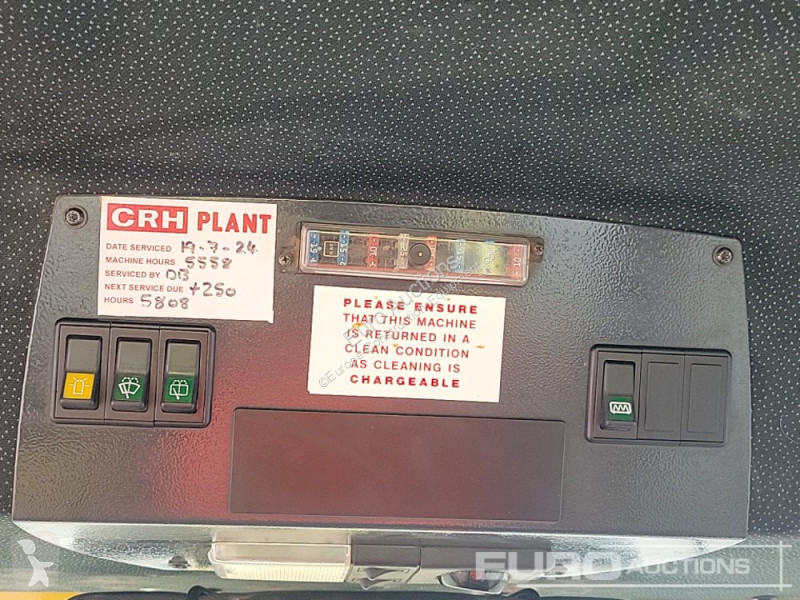 CRH PLANT
DATE SERVICED 19-7-24
MACHINE HOURS 5558
SERVICED BY DB
NEXT SERVICE DUE +250
HOURS 5808
PLEASE ENSURE
THAT THIS MACHINE
IS RETURNED IN A
CLEAN CONDITION
AS CLEANING IS
CHARGEABLE
EURO AUCTIONS